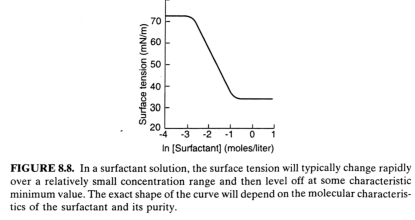 70
60
50
40
30
20
Surface tension (mN/m)
-4 -3 -2 -1 0 1
ln [Surfactant] (moles/liter)
FIGURE 8.8. In a surfactant solution, the surface tension will typically change rapidly
over a relatively small concentration range and then level off at some characteristic
minimum value. The exact shape of the curve will depend on the molecular characteris-
tics of the surfactant and its purity.